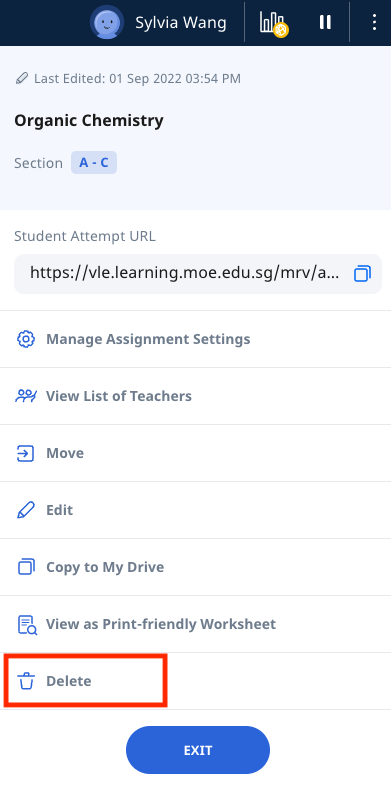 Sylvia Wang
Last Edited: 01 Sep 2022 03:54 PM
Organic Chemistry
Section A - C
Student Attempt URL
https://vle.learning.moe.edu.sg/mrv/a...
Manage Assignment Settings
View List of Teachers
Move
Edit
Copy to My Drive
View as Print-friendly Worksheet
Delete
EXIT